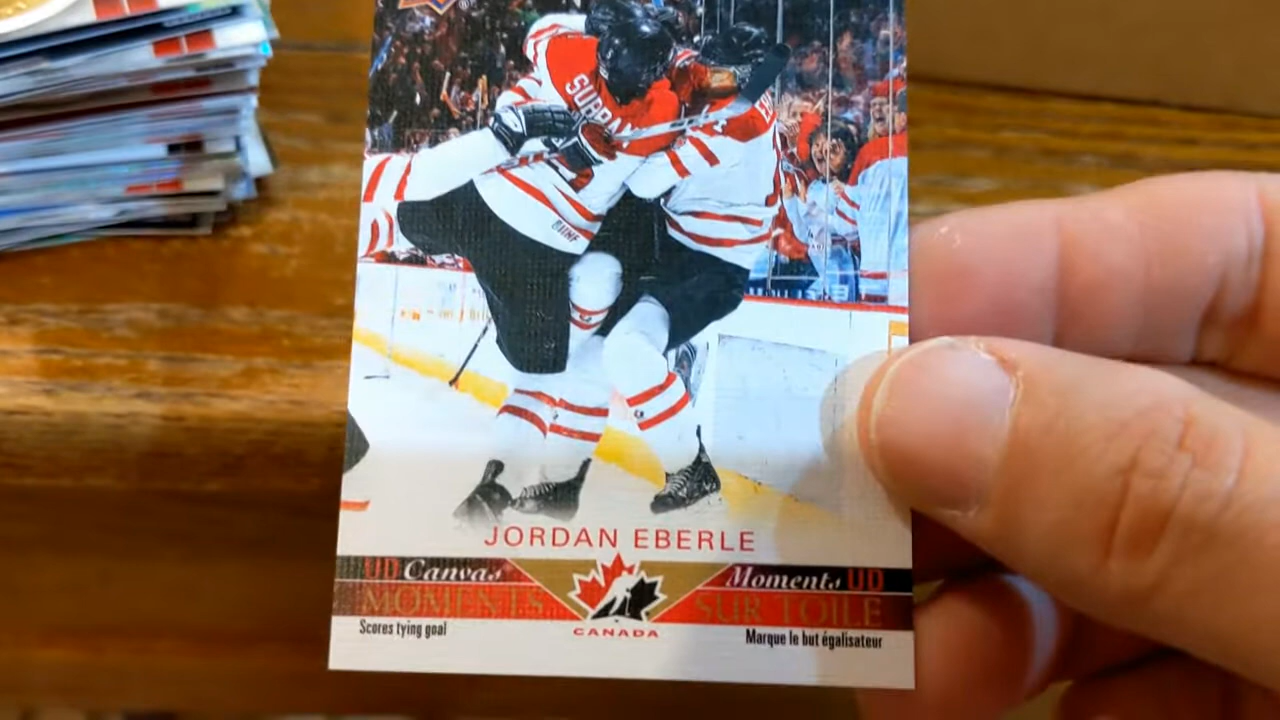 JORDAN EBERLE
UD Canvas Moments UD
MOMENTS SUR TOILE
CANADA
Scores tying goal
Marque le but égalisateur